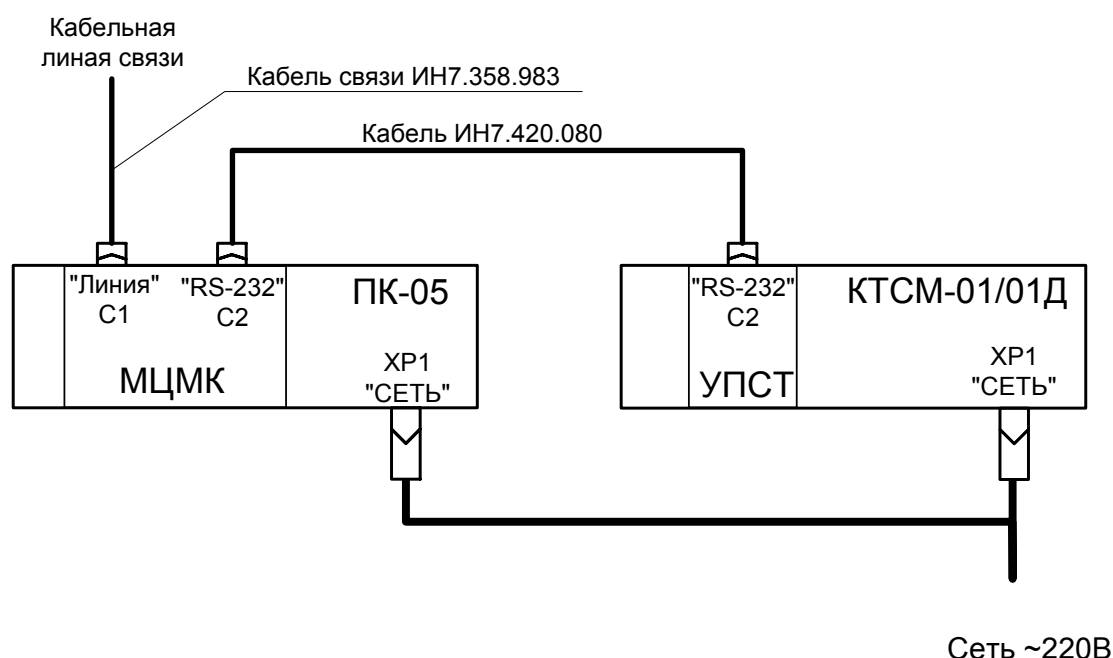 Кабельная
линая связи
Кабель связи ИН7.358.983
Кабель ИН7.420.080
"Линия"
С1
"RS-232"
С2
ПК-05
МЦМК
ХР1
"СЕТЬ"
"RS-232"
С2
КТСМ-01/01Д
УПСТ
ХР1
"СЕТЬ"
Сеть ~220В